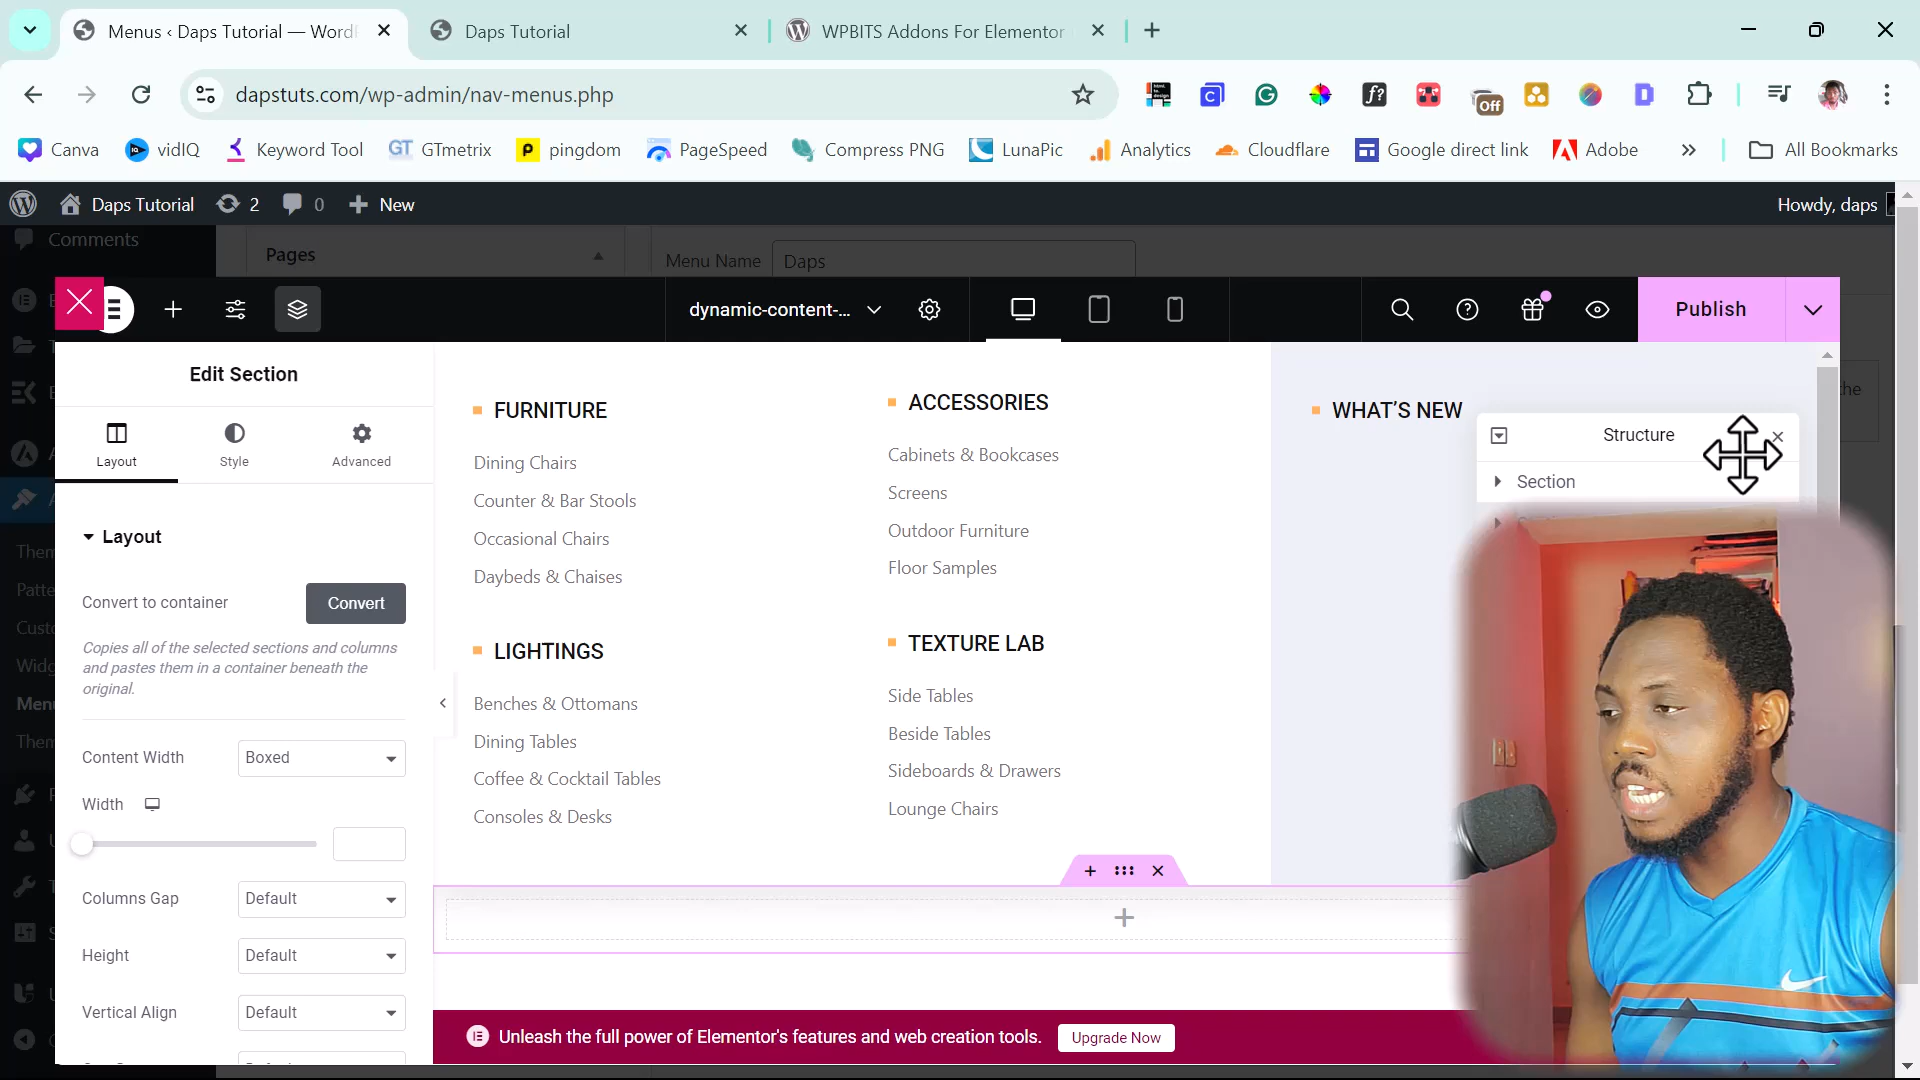 Menus ‹ Daps Tutorial — WordP
Daps Tutorial
WPBITS Addons For Elementor
dapstuts.com/wp-admin/nav-menus.php
Off
Canva
vidIQ
Keyword Tool
GTmetrix
pingdom
PageSpeed
Compress PNG
LunaPic
Analytics
Cloudflare
Google direct link
Adobe
All Bookmarks
Daps Tutorial
2
0
New
Howdy, daps
Comments
Pages
Menu Name
Daps
dynamic-content-...
Publish
Edit Section
Layout
Style
Advanced
Layout
Convert to container
Convert
Copies all of the selected sections and columns
and pastes them in a container beneath the
original.
Content Width
Boxed
Width
Columns Gap
Default
Height
Default
Vertical Align
Default
FURNITURE
Dining Chairs
Counter & Bar Stools
Occasional Chairs
Daybeds & Chaises
LIGHTINGS
Benches & Ottomans
Dining Tables
Coffee & Cocktail Tables
Consoles & Desks
ACCESSORIES
Cabinets & Bookcases
Screens
Outdoor Furniture
Floor Samples
TEXTURE LAB
Side Tables
Beside Tables
Sideboards & Drawers
Lounge Chairs
WHAT’S NEW
Structure
Section
Unleash the full power of Elementor's features and web creation tools.
Upgrade Now